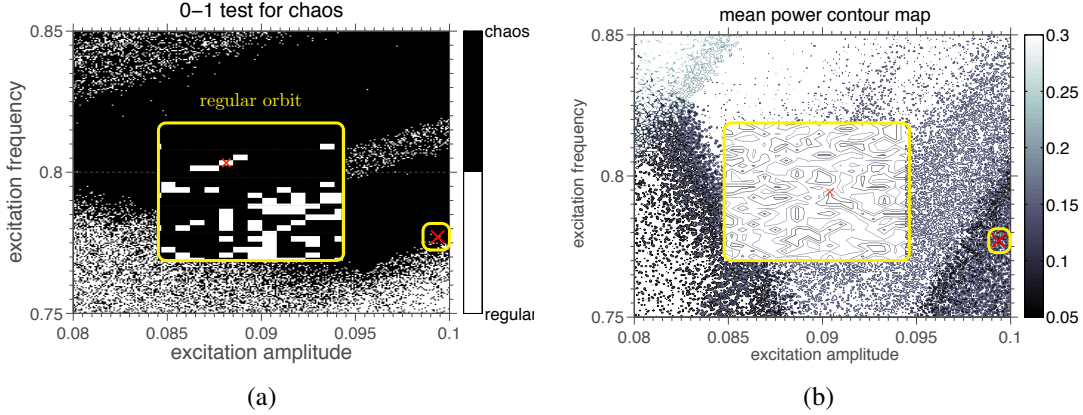 0−1 test for chaos
mean power contour map
0.85
chaos
0.85
0.3
regular orbit
0.25
excitation frequency
excitation frequency
0.8
0.8
0.2
0.15
0.1
0.75
regular
0.75
0.05
0.08
0.085
0.09
0.095
0.1
0.08
0.085
0.09
0.095
0.1
excitation amplitude
excitation amplitude
(a)
(b)